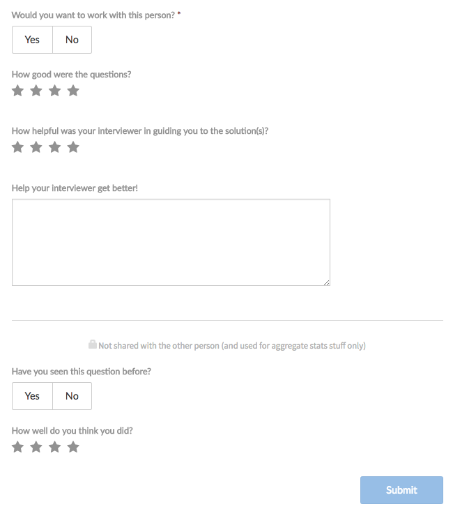 Would you want to work with this person? *
Yes No
How good were the questions?
How helpful was your interviewer in guiding you to the solution(s)?
Help your interviewer get better!
Not shared with the other person (and used for aggregate stats stuff only)
Have you seen this question before?
Yes No
How well do you think you did?
Submit